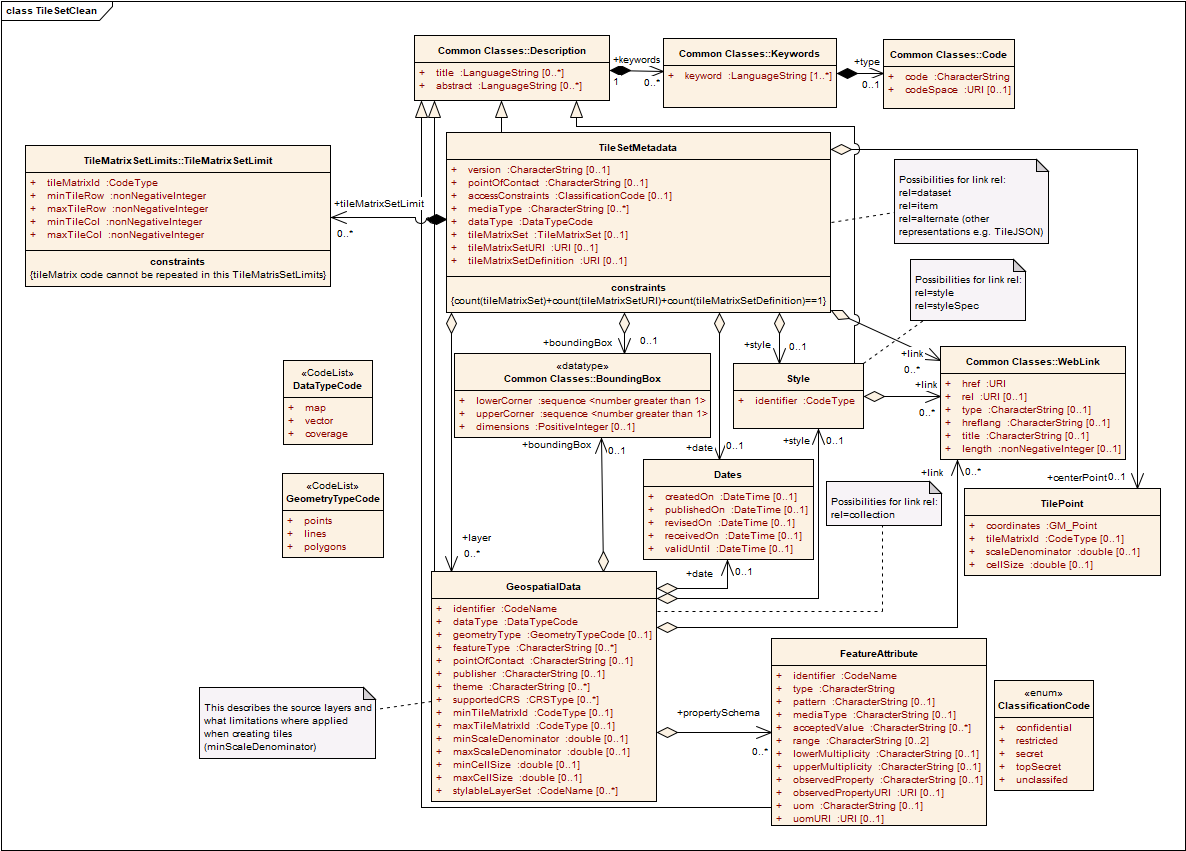 class TileSetClean
Common Classes::Description
+ title :LanguageString [0..*]
+ abstract :LanguageString [0..*]
+keywords
1
0..*
Common Classes::Keywords
+ keyword :LanguageString [1..*]
+type
0..1
Common Classes::Code
+ code :CharacterString
+ codeSpace :URI [0..1]
TileMatrixSetLimits::TileMatrixSetLimit
+ tileMatrixId :CodeType
+ minTileRow :nonNegativeInteger
+ maxTileRow :nonNegativeInteger
+ minTileCol :nonNegativeInteger
+ maxTileCol :nonNegativeInteger
constraints
{tileMatrix code cannot be repeated in this TileMatrisSetLimits}
+tileMatrixSetLimit
0..*
TileSetMetadata
+ version :CharacterString [0..1]
+ pointOfContact :CharacterString [0..1]
+ accessConstraints :ClassificationCode [0..1]
+ mediaType :CharacterString [0..*]
+ dataType :DataTypeCode
+ tileMatrixSet :TileMatrixSet [0..1]
+ tileMatrixSetURI :URI [0..1]
+ tileMatrixSetDefinition :URI [0..1]
constraints
{count(tileMatrixSet)+count(tileMatrixSetURI)+count(tileMatrixSetDefinition)==1}
Possibilities for link rel:
rel=dataset
rel=item
rel=alternate (other
representations e.g. TileJSON)
Possibilities for link rel:
rel=style
rel=styleSpec
+boundingBox
0..1
+style
0..1
+link
0..*
«CodeList»
DataTypeCode
+ map
+ vector
+ coverage
«datatype»
Common Classes::BoundingBox
+ lowerCorner :sequence <number greater than 1>
+ upperCorner :sequence <number greater than 1>
+ dimensions :PositiveInteger [0..1]
Style
+ identifier :CodeType
+link
0..*
Common Classes::WebLink
+ href :URI
+ rel :URI [0..1]
+ type :CharacterString [0..1]
+ hreflang :CharacterString [0..1]
+ title :CharacterString [0..1]
+ length :nonNegativeInteger [0..1]
+boundingBox
0..1
+date
0..1
+style
0..1
+link
0..*
+centerPoint
0..1
«CodeList»
GeometryTypeCode
+ points
+ lines
+ polygons
Dates
+ createdOn :DateTime [0..1]
+ publishedOn :DateTime [0..1]
+ revisedOn :DateTime [0..1]
+ receivedOn :DateTime [0..1]
+ validUntil :DateTime [0..1]
Possibilities for link rel:
rel=collection
TilePoint
+ coordinates :GM_Point
+ tileMatrixId :CodeType [0..1]
+ scaleDenominator :double [0..1]
+ cellSize :double [0..1]
+layer
0..*
+date
0..1
GeospatialData
+ identifier :CodeName
+ dataType :DataTypeCode
+ geometryType :GeometryTypeCode [0..1]
+ featureType :CharacterString [0..*]
+ pointOfContact :CharacterString [0..1]
+ publisher :CharacterString [0..1]
+ theme :CharacterString [0..*]
+ supportedCRS :CRSType [0..*]
+ minTileMatrixId :CodeType [0..1]
+ maxTileMatrixId :CodeType [0..1]
+ minScaleDenominator :double [0..1]
+ maxScaleDenominator :double [0..1]
+ minCellSize :double [0..1]
+ maxCellSize :double [0..1]
+ stylableLayerSet :CodeName [0..*]
This describes the source layers and
what limitations where applied
when creating tiles
(minScaleDenominator)
+propertySchema
0..*
FeatureAttribute
+ identifier :CodeName
+ type :CharacterString
+ pattern :CharacterString [0..1]
+ mediaType :CharacterString [0..1]
+ acceptedValue :CharacterString [0..*]
+ range :CharacterString [0..2]
+ lowerMultiplicity :CharacterString [0..1]
+ upperMultiplicity :CharacterString [0..1]
+ observedProperty :CharacterString [0..1]
+ observedPropertyURI :URI [0..1]
+ uom :CharacterString [0..1]
+ uomURI :URI [0..1]
«enum»
ClassificationCode
+ confidential
+ restricted
+ secret
+ topSecret
+ unclassifed